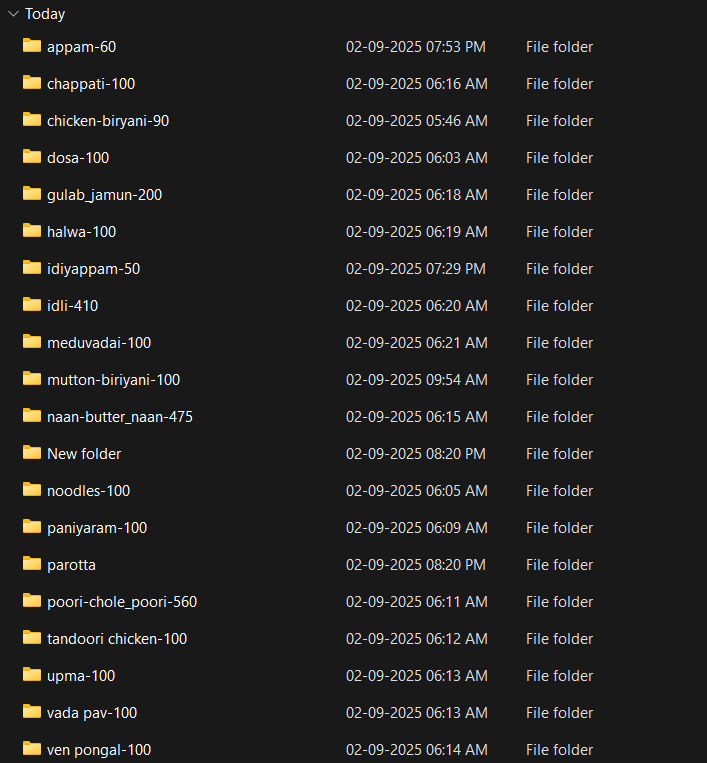 Today
appam-60 02-09-2025 07:53 PM File folder
chappati-100 02-09-2025 06:16 AM File folder
chicken-biryani-90 02-09-2025 05:46 AM File folder
dosa-100 02-09-2025 06:03 AM File folder
gulab_jamun-200 02-09-2025 06:18 AM File folder
halwa-100 02-09-2025 06:19 AM File folder
idiyappam-50 02-09-2025 07:29 PM File folder
idli-410 02-09-2025 06:20 AM File folder
meduvadai-100 02-09-2025 06:21 AM File folder
mutton-biriyani-100 02-09-2025 09:54 AM File folder
naan-butter_naan-475 02-09-2025 06:15 AM File folder
New folder 02-09-2025 08:20 PM File folder
noodles-100 02-09-2025 06:05 AM File folder
paniyaram-100 02-09-2025 06:09 AM File folder
parotta 02-09-2025 08:20 PM File folder
poori-chole_poori-560 02-09-2025 06:11 AM File folder
tandoori chicken-100 02-09-2025 06:12 AM File folder
upma-100 02-09-2025 06:13 AM File folder
vada pav-100 02-09-2025 06:13 AM File folder
ven pongal-100 02-09-2025 06:14 AM File folder